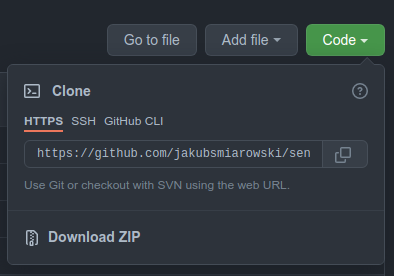 Go to file Add file Code
Clone
HTTPS SSH GitHub CLI
https://github.com/jakubsmiarowski/sen
Use Git or checkout with SVN using the web URL.
Download ZIP